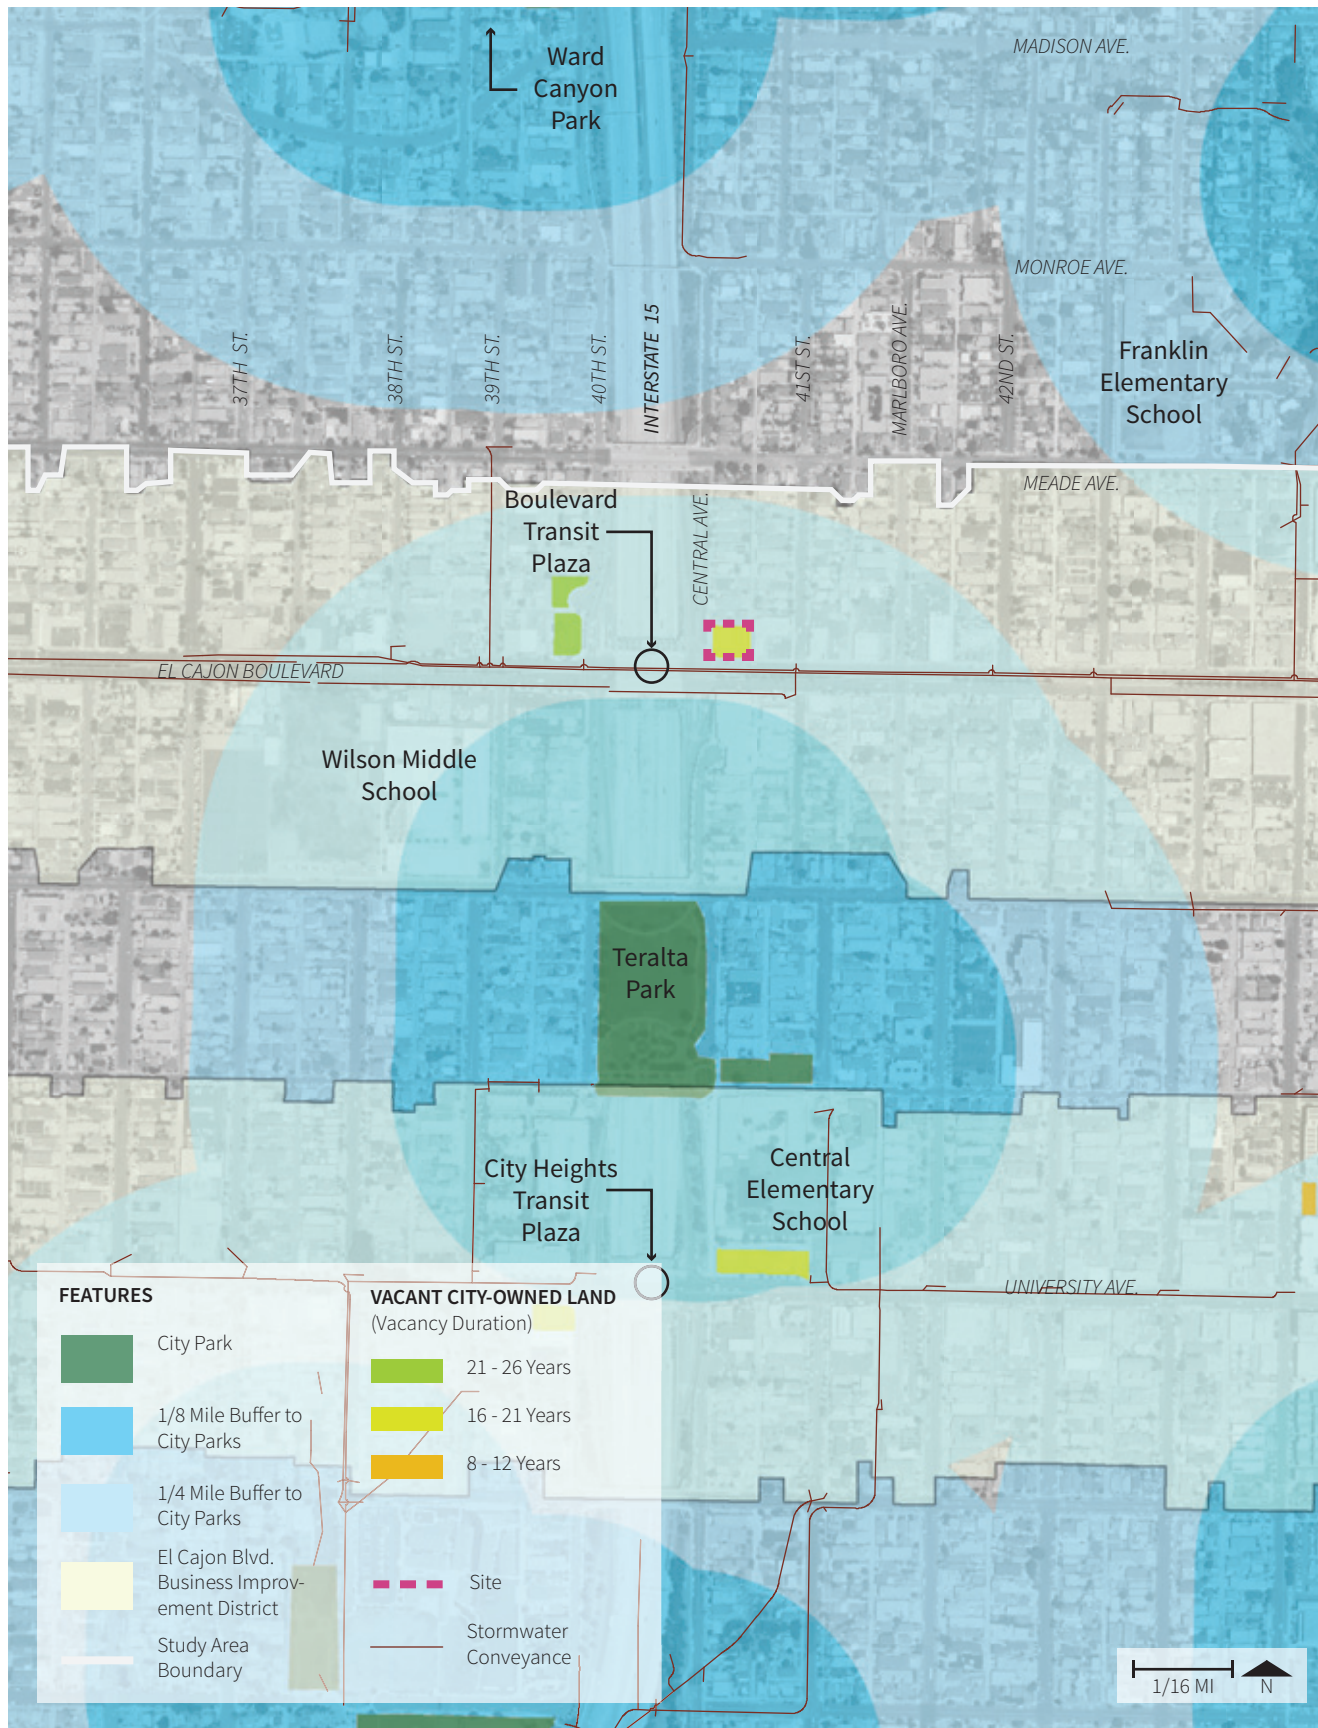 MADISON AVE.
Ward
Canyon
Park
MONROE AVE.
37TH ST.
38TH ST.
39TH ST.
40TH ST.
INTERSTATE 15
41ST ST.
MARLBORO AVE.
42ND ST.
Franklin
Elementary
School
MEADE AVE.
Boulevard
Transit
Plaza
CENTRAL AVE.
EL CAJON BOULEVARD
Wilson Middle
School
Teralta
Park
City Heights
Transit
Plaza
Central
Elementary
School
UNIVERSITY AVE.
FEATURES
City Park
1/8 Mile Buffer to
City Parks
1/4 Mile Buffer to
City Parks
El Cajon Blvd.
Business Improv-
ement District
Study Area
Boundary
VACANT CITY-OWNED LAND
(Vacancy Duration)
21 - 26 Years
16 - 21 Years
8 - 12 Years
Site
Stormwater
Conveyance
1/16 MI
N